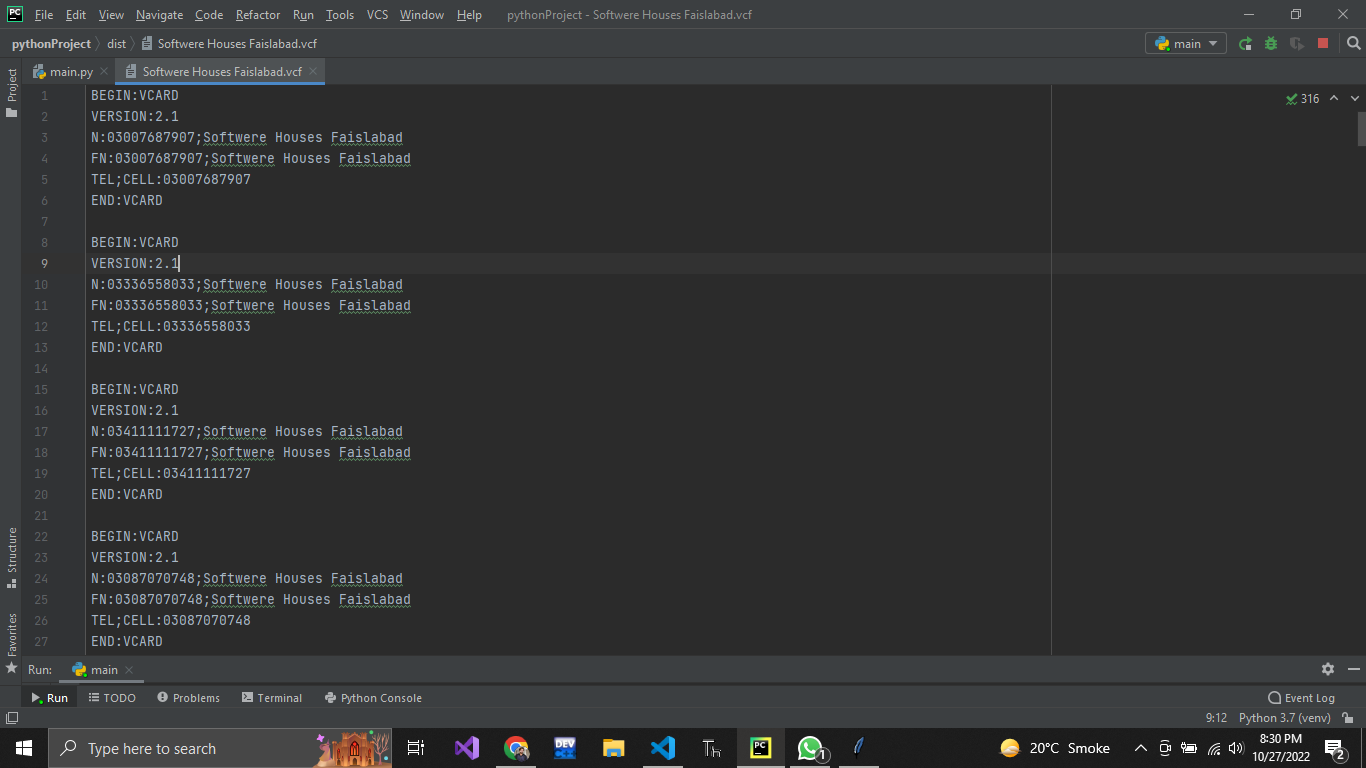 PC File Edit View Navigate Code Refactor Run Tools VCS Window Help pythonProject - Softwere Houses Faislabad.vcf
pythonProject dist Softwere Houses Faislabad.vcf main
main.py Softwere Houses Faislabad.vcf
Project
316
1 BEGIN:VCARD
2 VERSION:2.1
3 N:03007687907;Softwere Houses Faislabad
4 FN:03007687907;Softwere Houses Faislabad
5 TEL;CELL:03007687907
6 END:VCARD
7
8 BEGIN:VCARD
9 VERSION:2.1
10 N:03336558033;Softwere Houses Faislabad
11 FN:03336558033;Softwere Houses Faislabad
12 TEL;CELL:03336558033
13 END:VCARD
14
15 BEGIN:VCARD
16 VERSION:2.1
17 N:03411111727;Softwere Houses Faislabad
18 FN:03411111727;Softwere Houses Faislabad
19 TEL;CELL:03411111727
20 END:VCARD
21
22 BEGIN:VCARD
23 VERSION:2.1
24 N:03087070748;Softwere Houses Faislabad
25 FN:03087070748;Softwere Houses Faislabad
26 TEL;CELL:03087070748
27 END:VCARD
Structure
Favorites
Run: main
Run TODO Problems Terminal Python Console Event Log
9:12 Python 3.7 (venv)
Type here to search DEV Th PC 1 20°C Smoke 8:30 PM
10/27/2022 2